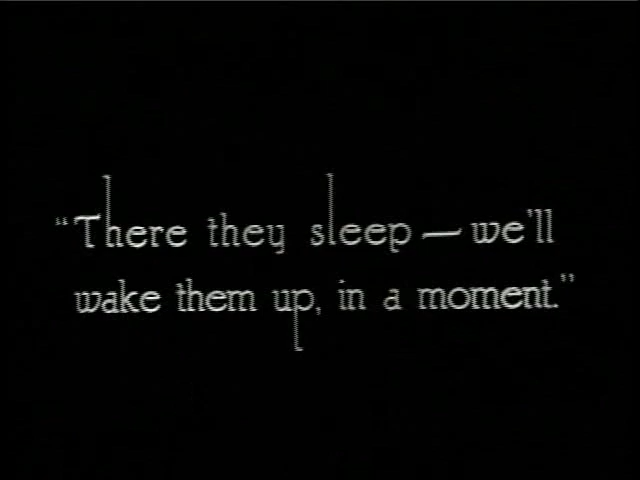 “There they sleep — we’ll
wake them up, in a moment.”